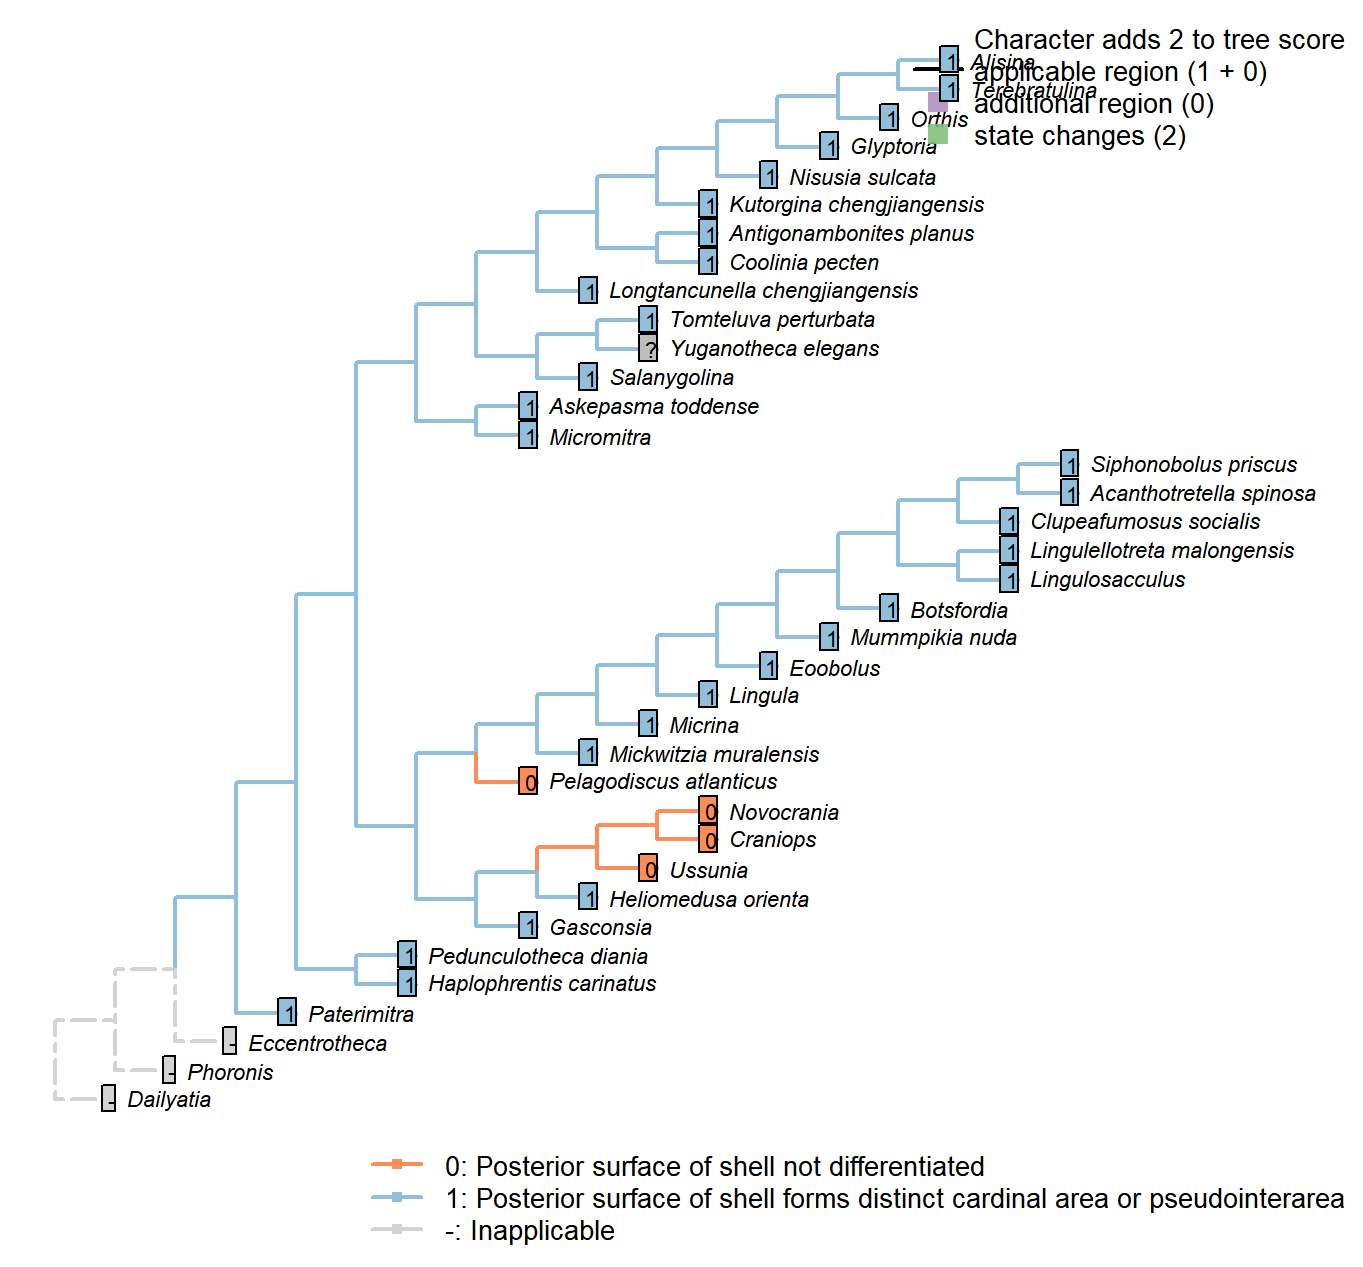 Character adds 2 to tree score
1 Alisina
applicable region (1 + 0)
1 Terebratulina
additional region (0)
1 Orthis
state changes (2)
1 Glyptoria
1 Nisusia sulcata
1 Kutorgina chengjiangensis
1 Antigonambonites planus
1 Coolinia pecten
1 Longtancunella chengjiangensis
1 Tomteluva perturbata
? Yuganotheca elegans
1 Salanygolina
1 Askepasma toddense
1 Micromitra
1 Siphonobolus priscus
1 Acanthotretella spinosa
1 Clupeafumosus socialis
1 Lingulellotreta malongensis
1 Lingulosacculus
1 Botsfordia
1 Mummpikia nuda
1 Eoobolus
1 Lingula
1 Micrina
1 Mickwitzia muralensis
0 Pelagodiscus atlanticus
0 Novocrania
0 Craniops
0 Ussunia
1 Heliomedusa orienta
1 Gasconsia
1 Pedunculotheca diania
1 Haplophrentis carinatus
1 Paterimitra
- Eccentrotheca
- Phoronis
- Dailyatia
0: Posterior surface of shell not differentiated
1: Posterior surface of shell forms distinct cardinal area or pseudointerarea
-: Inapplicable